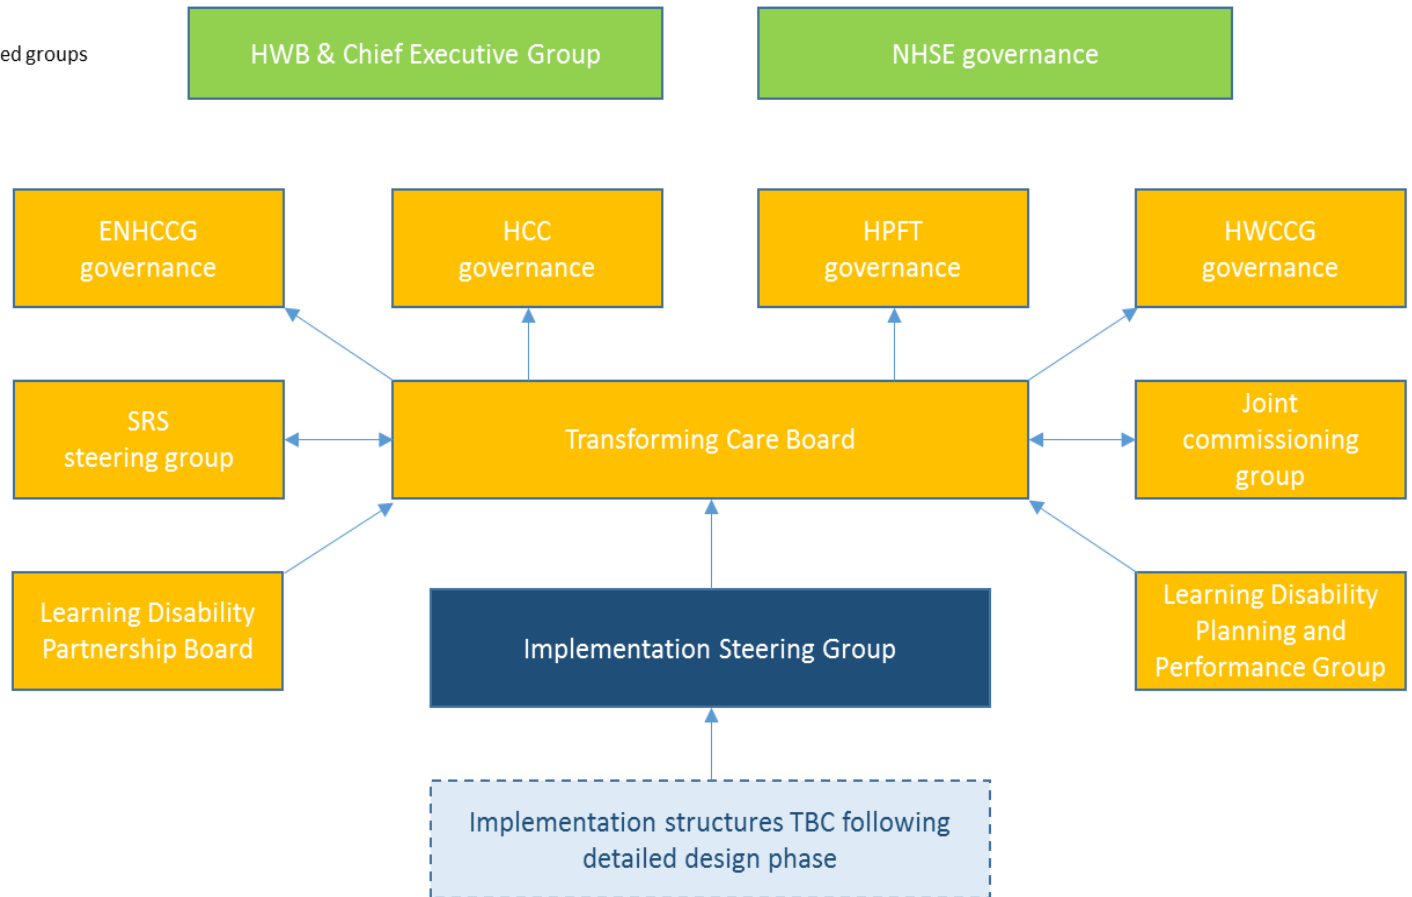 ed groups
HWB & Chief Executive Group
NHSE governance
ENHCCG
governance
HCC
governance
HPFT
governance
HWCCG
governance
SRS
steering group
Transforming Care Board
Joint
commissioning
group
Learning Disability
Partnership Board
Implementation Steering Group
Learning Disability
Planning and
Performance Group
Implementation structures TBC following
detailed design phase